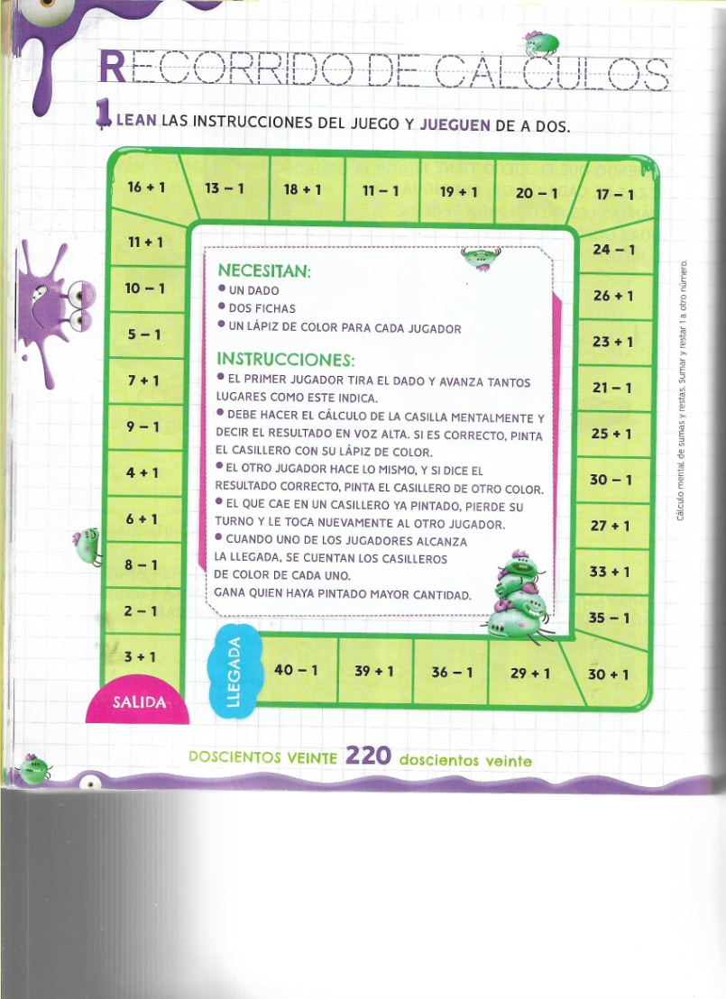 RECORRIDO DE CÁLCULOS
1 LEAN LAS INSTRUCCIONES DEL JUEGO Y JUEGUEN DE A DOS.
16 + 1 13 – 1 18 + 1 11 – 1 19 + 1 20 – 1 17 – 1
11 + 1
10 – 1
5 – 1
7 + 1
9 – 1
4 + 1
6 + 1
8 – 1
2 – 1
3 + 1
SALIDA
NECESITAN:
• UN DADO
• DOS FICHAS
• UN LÁPIZ DE COLOR PARA CADA JUGADOR
INSTRUCCIONES:
• EL PRIMER JUGADOR TIRA EL DADO Y AVANZA TANTOS
LUGARES COMO ESTE INDICA.
• DEBE HACER EL CÁLCULO DE LA CASILLA MENTALMENTE Y
DECIR EL RESULTADO EN VOZ ALTA. SI ES CORRECTO, PINTA
EL CASILLERO CON SU LÁPIZ DE COLOR.
• EL OTRO JUGADOR HACE LO MISMO, Y SI DICE EL
RESULTADO CORRECTO, PINTA EL CASILLERO DE OTRO COLOR.
• EL QUE CAE EN UN CASILLERO YA PINTADO, PIERDE SU
TURNO Y LE TOCA NUEVAMENTE AL OTRO JUGADOR.
• CUANDO UNO DE LOS JUGADORES ALCANZA
LA LLEGADA, SE CUENTAN LOS CASILLEROS
DE COLOR DE CADA UNO.
GANA QUIEN HAYA PINTADO MAYOR CANTIDAD.
24 – 1
26 + 1
23 + 1
21 – 1
25 + 1
30 – 1
27 + 1
33 + 1
35 – 1
LLEGADA
40 – 1 39 + 1 36 – 1 29 + 1 30 + 1
Cálculo mental de sumas y restas. Sumar y restar 1 a otro número.
DOSCIENTOS VEINTE 220 doscientos veinte